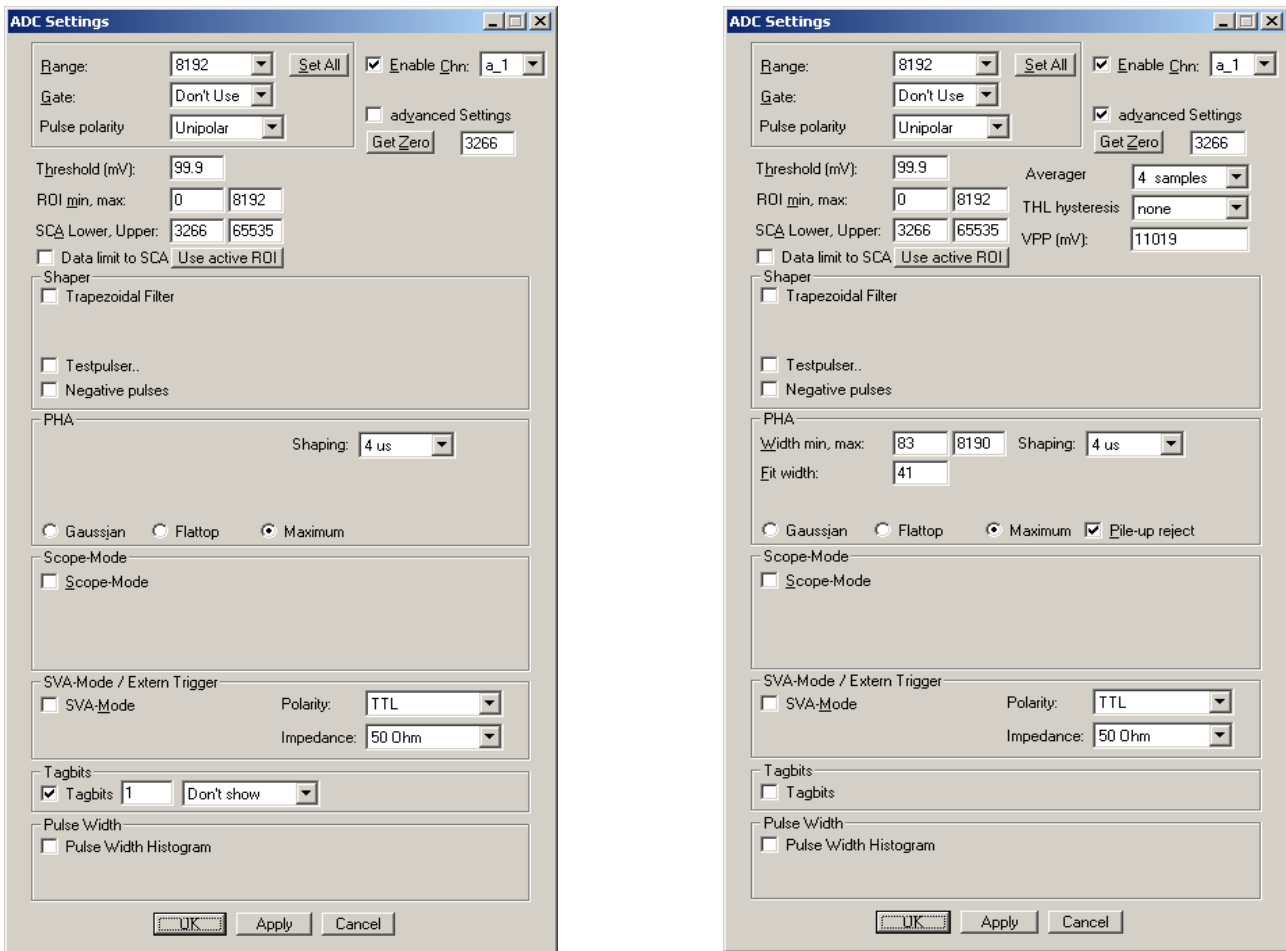 ADC Settings
Range: 8192 Set All Enable Chn: a_1
Gate: Don't Use
advanced Settings
Pulse polarity Unipolar
Get Zero 3266
Threshold (mV): 99.9
ROI min, max: 0 8192
SCA Lower, Upper: 3266 65535
Data limit to SCA Use active ROI
Shaper
Trapezoidal Filter
Testpulser..
Negative pulses
PHA
Shaping: 4 us
Gaussian Flattop Maximum
Scope-Mode
Scope-Mode
SVA-Mode / Extern Trigger
SVA-Mode Polarity: TTL
Impedance: 50 Ohm
Tagbits
Tagbits 1 Don't show
Pulse Width
Pulse Width Histogram
OK Apply Cancel
ADC Settings
Range: 8192 Set All Enable Chn: a_1
Gate: Don't Use
advanced Settings
Pulse polarity Unipolar
Get Zero 3266
Threshold (mV): 99.9
Averager 4 samples
ROI min, max: 0 8192
THL hysteresis none
SCA Lower, Upper: 3266 65535
VPP (mV): 11019
Data limit to SCA Use active ROI
Shaper
Trapezoidal Filter
Testpulser..
Negative pulses
PHA
Width min, max: 83 8190 Shaping: 4 us
Fit width: 41
Gaussian Flattop Maximum Pile-up reject
Scope-Mode
Scope-Mode
SVA-Mode / Extern Trigger
SVA-Mode Polarity: TTL
Impedance: 50 Ohm
Tagbits
Tagbits
Pulse Width
Pulse Width Histogram
OK Apply Cancel